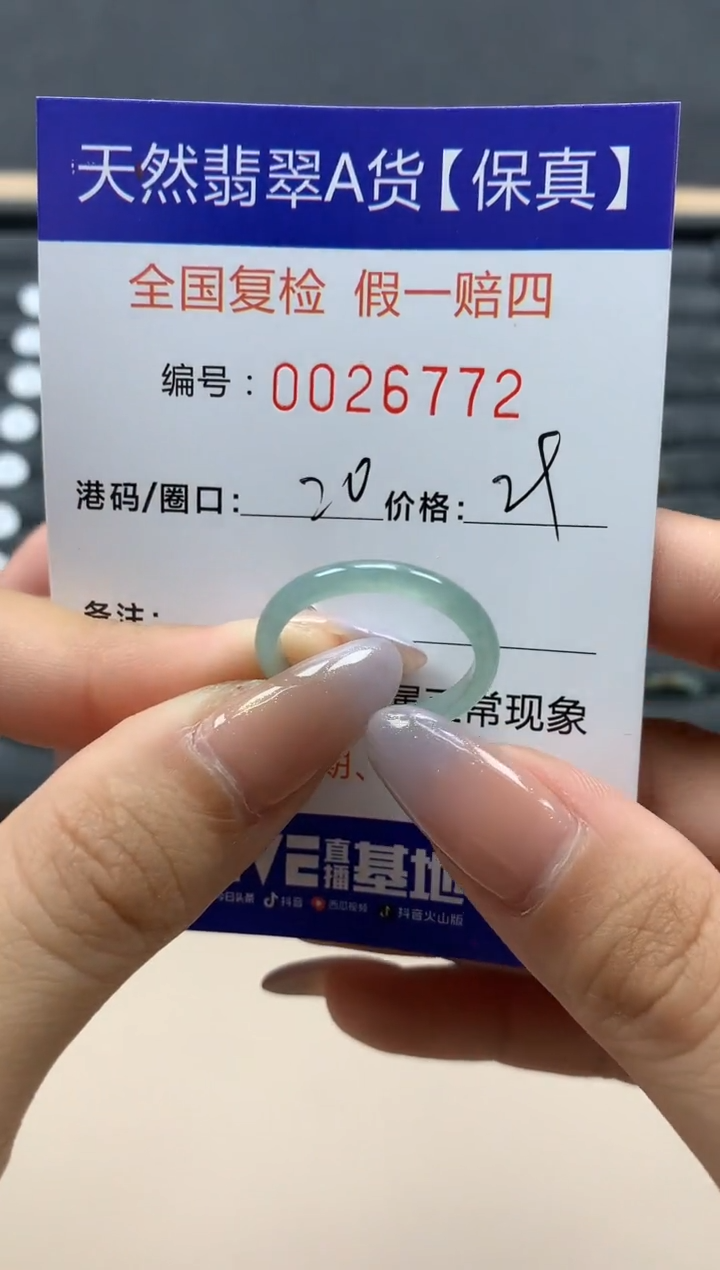 天然翡翠A货【保真】
全国复检 假一赔四
编号：0026772
港码/圈口：20 价格：
备注：
常现象
直播基地
抖音 西瓜视频 抖音火山版